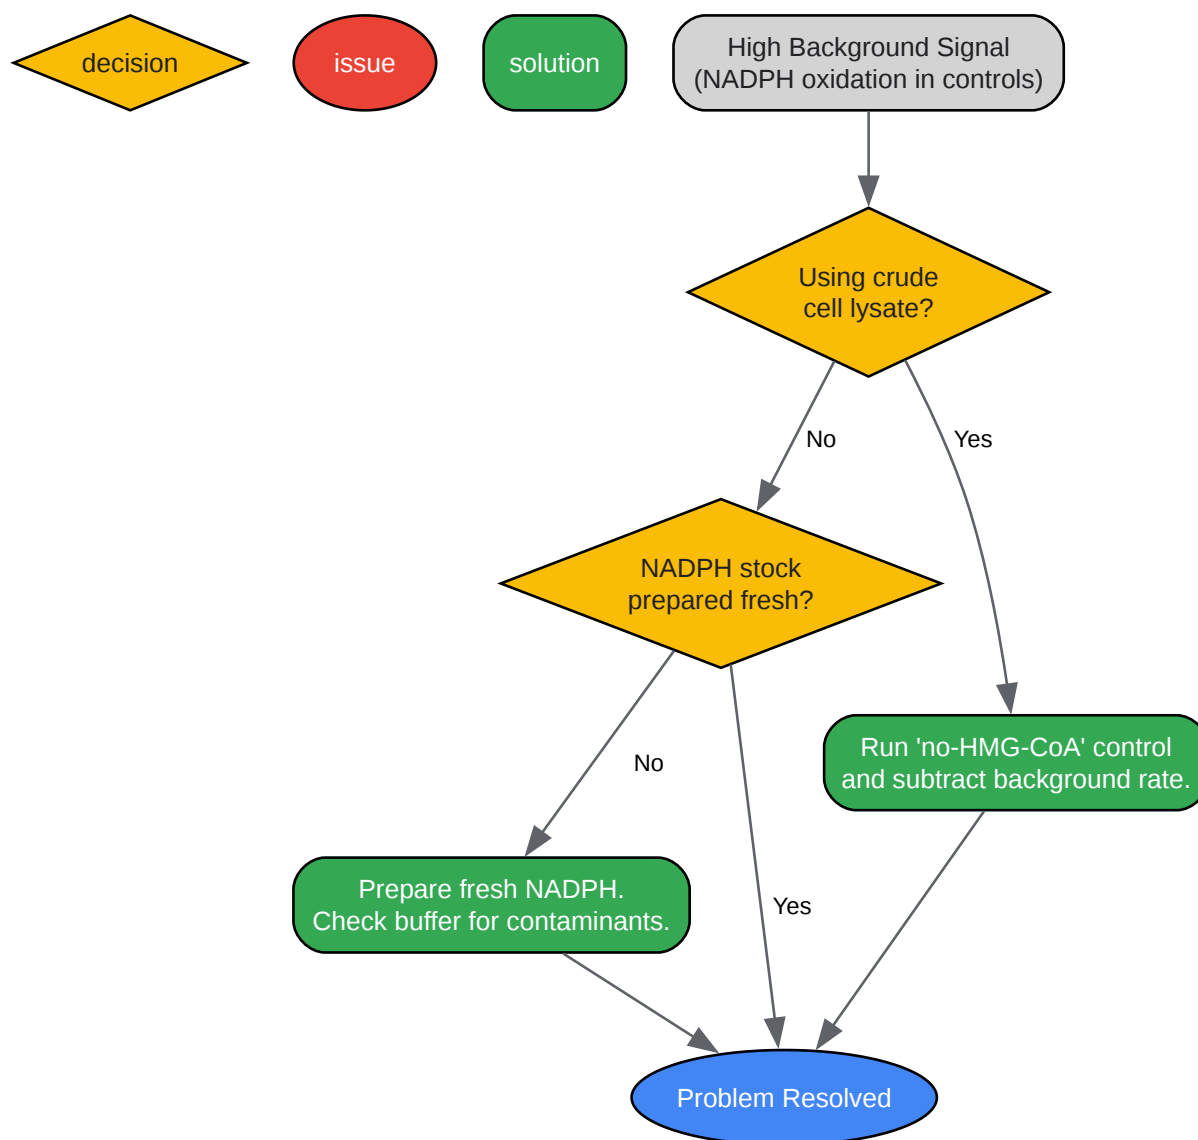 decision
issue
solution
High Background Signal
(NADPH oxidation in controls)
Using crude
cell lysate?
No
Yes
NADPH stock
prepared fresh?
No
Run 'no-HMG-CoA' control
and subtract background rate.
Prepare fresh NADPH.
Check buffer for contaminants.
Yes
Problem Resolved